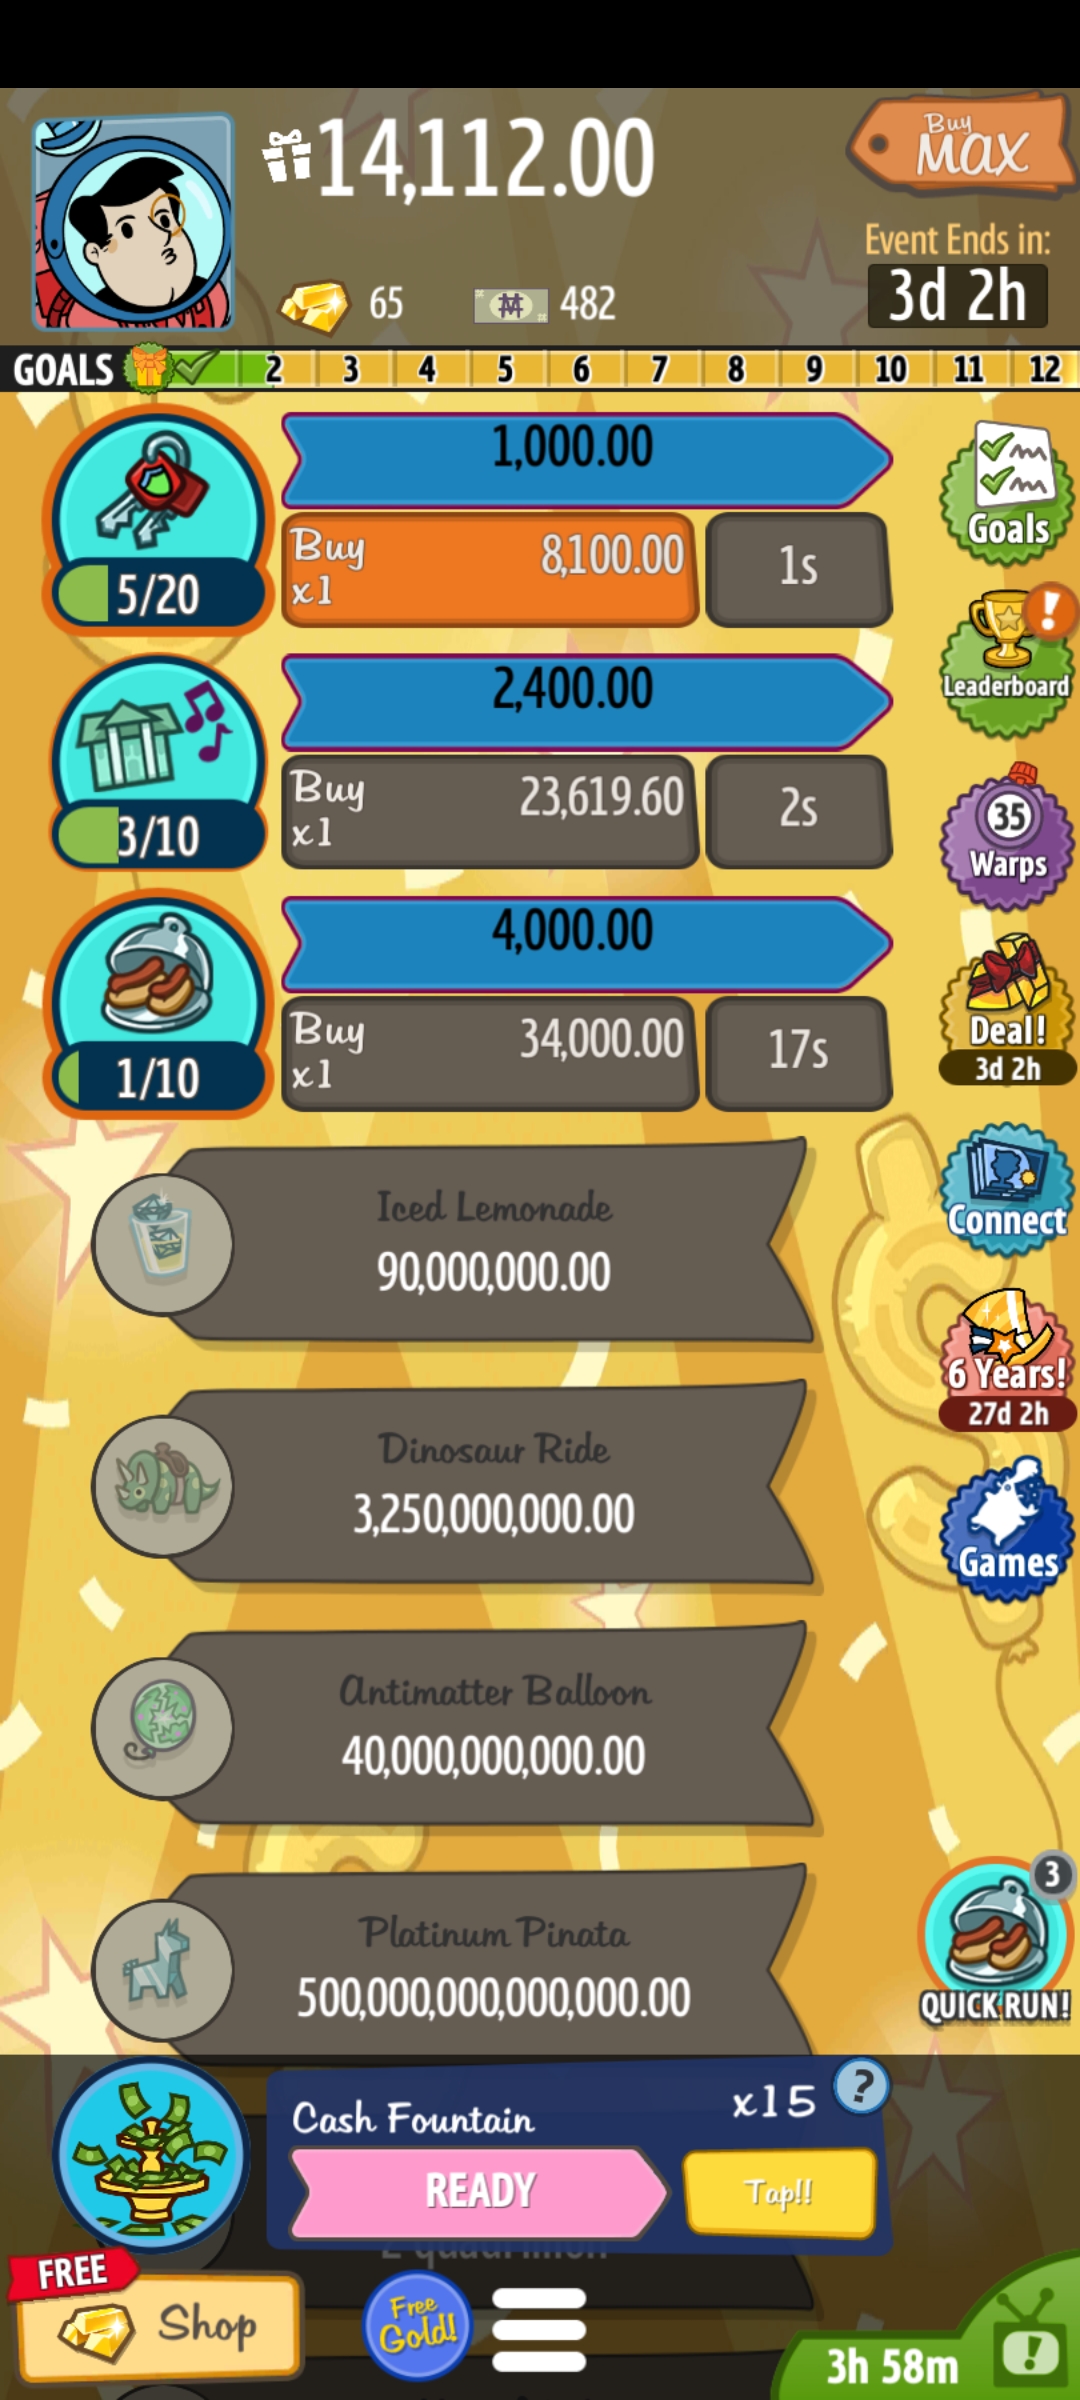 14,112.00
Buy
MAX
65
482
Event Ends in:
3d 2h
GOALS 2 3 4 5 6 7 8 9 10 11 12
1,000.00
5/20
Buy
x1
8,100.00
1s
Goals
2,400.00
3/10
Buy
x1
23,619.60
2s
!
Leaderboard
35
Warps
4,000.00
1/10
Buy
x1
34,000.00
17s
Deal!
3d 2h
Iced Lemonade
90,000,000.00
Connect
Dinosaur Ride
3,250,000,000.00
6 Years!
27d 2h
Games
Antimatter Balloon
40,000,000,000.00
Platinum Pinata
500,000,000,000,000.00
3
QUICK RUN!
Cash Fountain
x15
?
READY
Tap!!
FREE
Shop
Free
Gold!
3h 58m
!